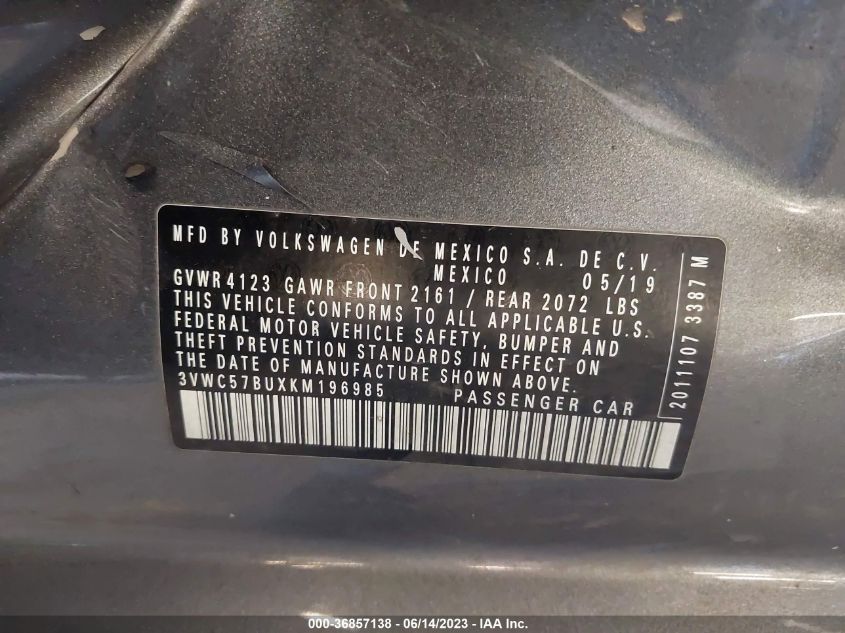 MFD BY VOLKSWAGEN DE MEXICO S.A. DE C.V.
MEXICO 05/19
GVWR 4123 GAWR FRONT 2161 / REAR 2072 LBS
THIS VEHICLE CONFORMS TO ALL APPLICABLE U.S.
FEDERAL MOTOR VEHICLE SAFETY, BUMPER AND
THEFT PREVENTION STANDARDS IN EFFECT ON
THE DATE OF MANUFACTURE SHOWN ABOVE.
3VWC57BUXKM196985 PASSENGER CAR
2011107 3387 M
000-36857138 - 06/14/2023 - IAA Inc.